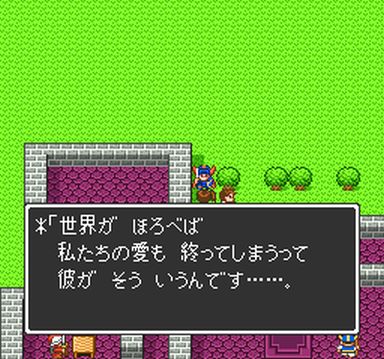 *「世界が ほろべば
私たちの愛も 終ってしまうって
彼が そう いうんです……。